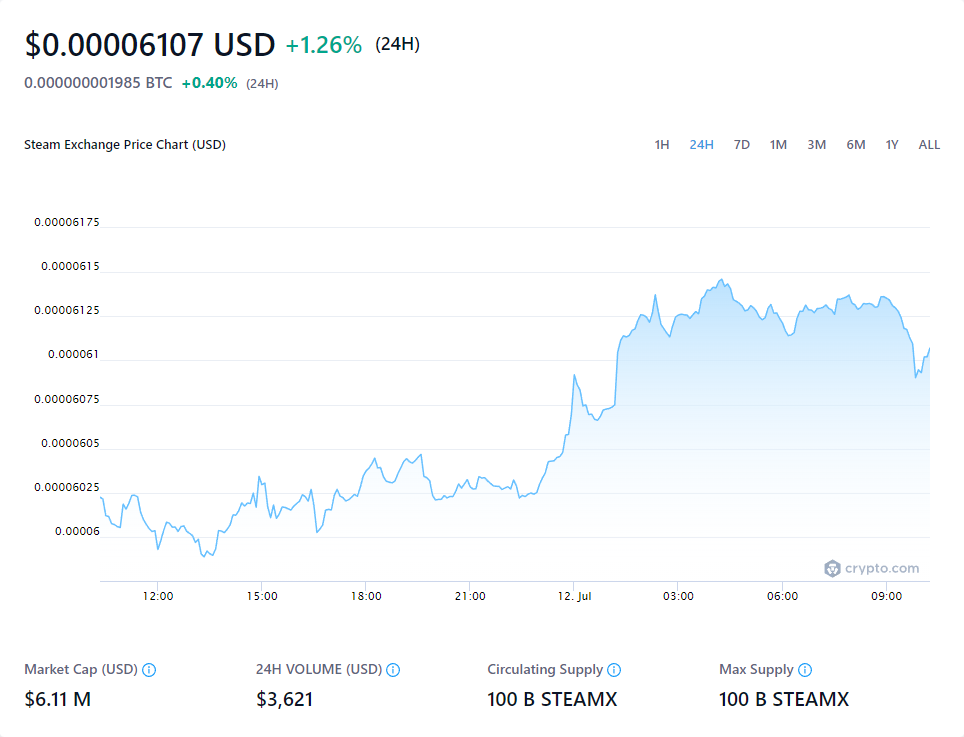 $0.00006107 USD +1.26% (24H)
0.000000001985 BTC +0.40% (24H)
Steam Exchange Price Chart (USD)
1H 24H 7D 1M 3M 6M 1Y ALL
0.00006175
0.0000615
0.00006125
0.000061
0.00006075
0.0000605
0.00006025
0.00006
crypto.com
12:00 15:00 18:00 21:00 12. Jul 03:00 06:00 09:00
Market Cap (USD) 24H VOLUME (USD) Circulating Supply Max Supply
$6.11 M $3,621 100 B STEAMX 100 B STEAMX